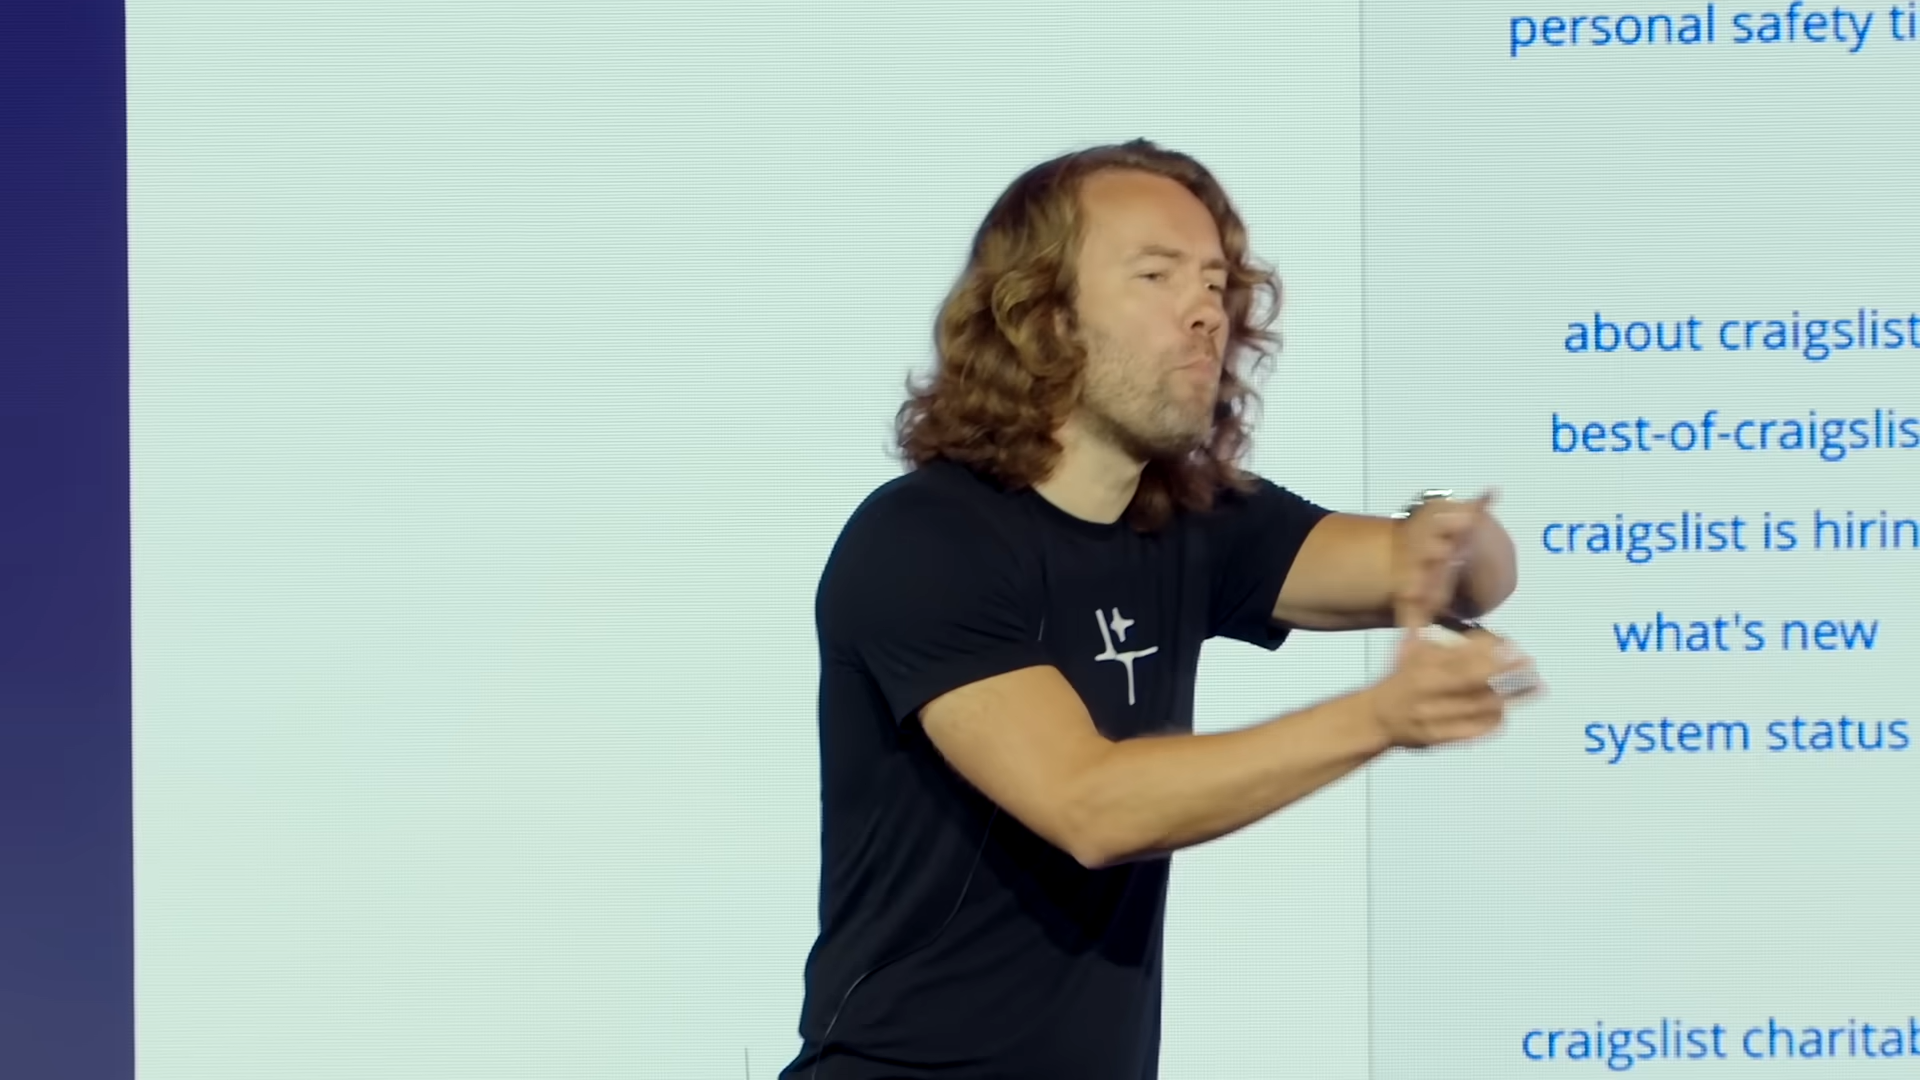 personal safety ti
about craigslist
best-of-craigslis
craigslist is hirin
what's new
system status
craigslist charitab